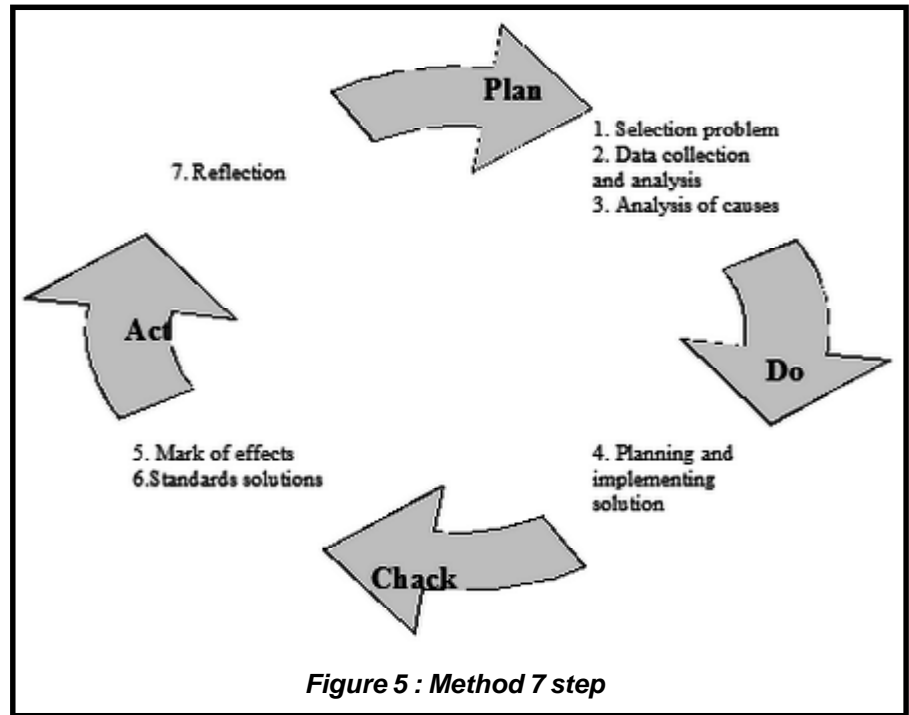 Plan
1. Selection problem
2. Data collection
and analysis
3. Analysis of causes
Do
4. Planning and
implementing
solution
Chack
5. Mark of effects
6.Standards solutions
Act
7. Reflection
Figure 5 : Method 7 step